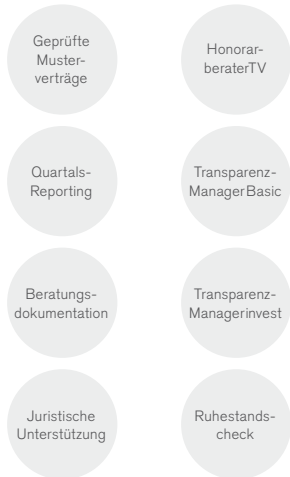 Geprüfte
Muster-
verträge
Honorar-
beraterTV
Quartals-
Reporting
Transparenz-
ManagerBasic
Beratungs-
dokumentation
Transparenz-
Managerinvest
Juristische
Unterstützung
Ruhestands-
check